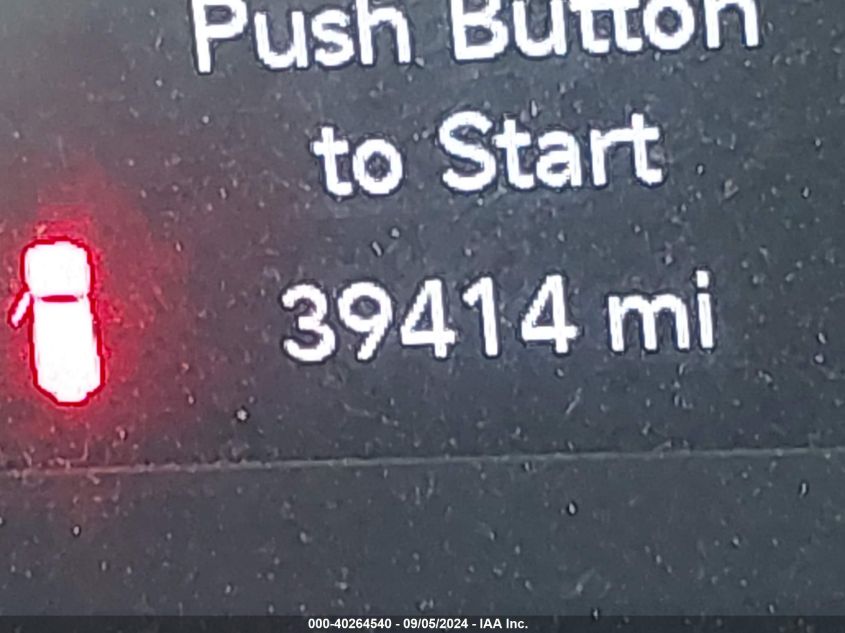 Push Button
to Start
39414 mi
000-40264540 - 09/05/2024 - IAA Inc.